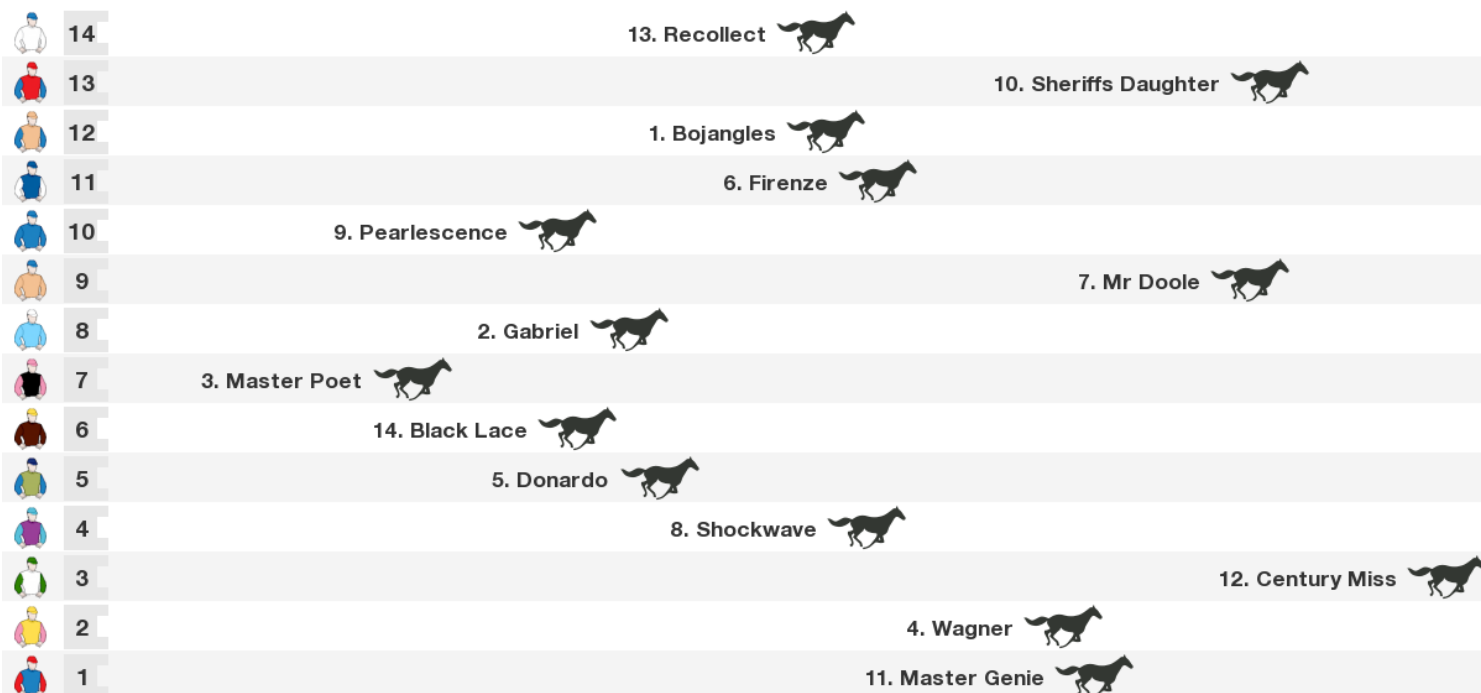 14 13. Recollect
13 10. Sheriffs Daughter
12 1. Bojangles
11 6. Firenze
10 9. Pearlescence
9 7. Mr Doole
8 2. Gabriel
7 3. Master Poet
6 14. Black Lace
5 5. Donardo
4 8. Shockwave
3 12. Century Miss
2 4. Wagner
1 11. Master Genie